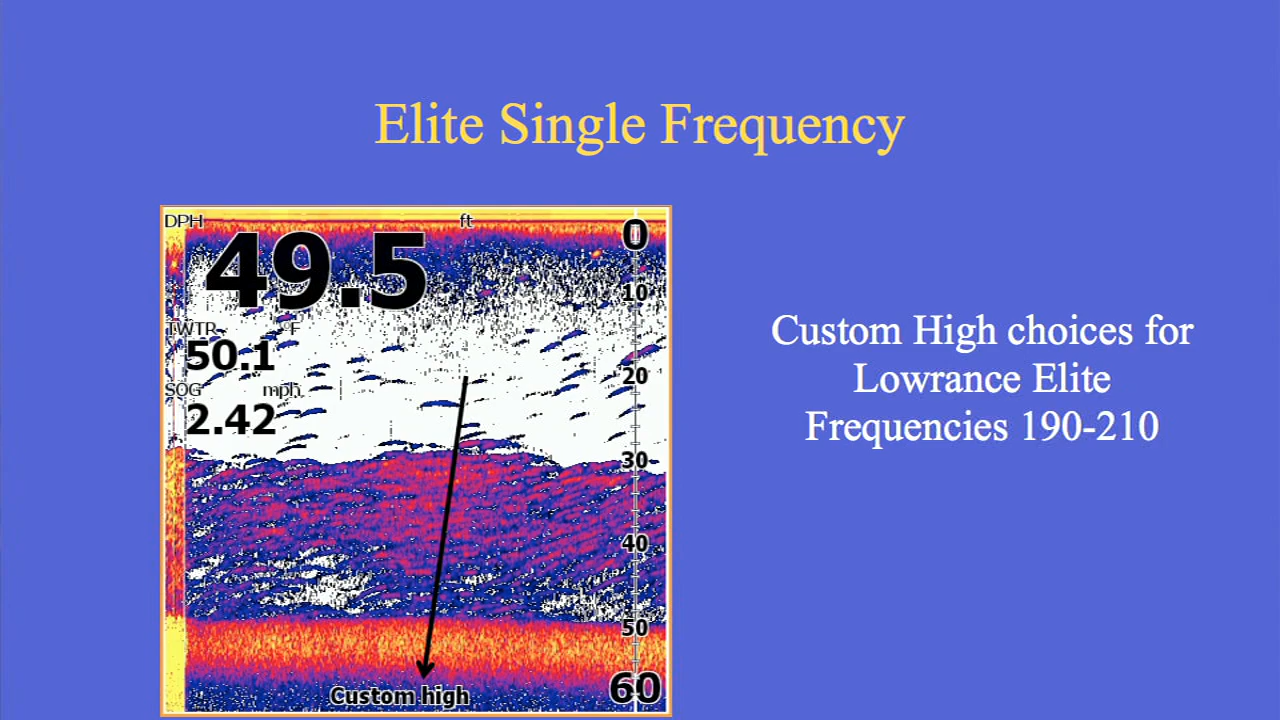 Elite Single Frequency
DPH ft
49.5
TWTR °F
50.1
SOG mph
2.42
0
10
20
30
40
50
60
Custom high
Custom High choices for
Lowrance Elite
Frequencies 190-210